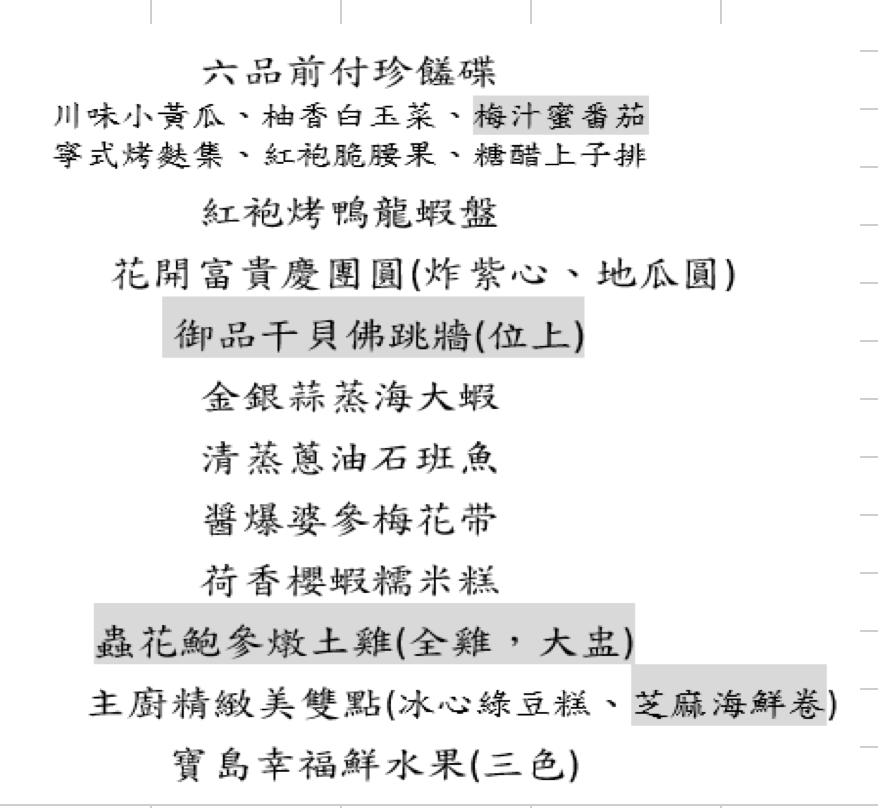 六品前付珍饈碟
川味小黃瓜、柚香白玉菜、梅汁蜜番茄
寧式烤麩集、紅袍脆腰果、糖醋上子排
紅袍烤鴨龍蝦盤
花開富貴慶團圓(炸紫心、地瓜圓)
御品干貝佛跳牆(位上)
金銀蒜蒸海大蝦
清蒸蔥油石班魚
醬爆婆參梅花帶
荷香櫻蝦糯米糕
蟲花鮑參燉土雞(全雞，大盅)
主廚精緻美雙點(冰心綠豆糕、芝麻海鮮卷)
寶島幸福鮮水果(三色)